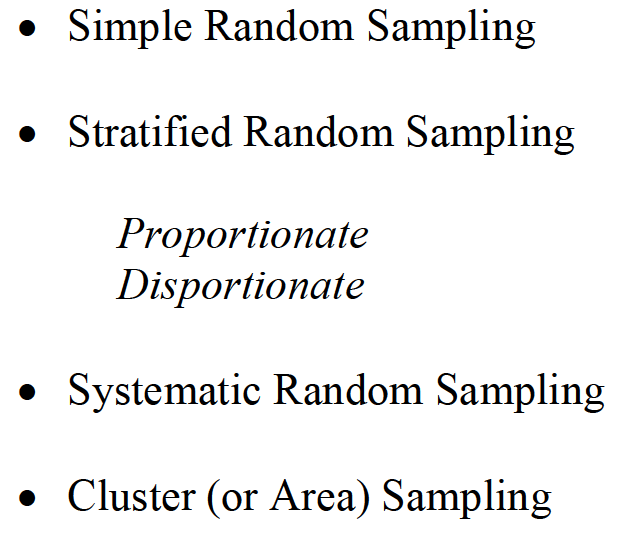 • Simple Random Sampling
• Stratified Random Sampling
Proportionate
Disportionate
• Systematic Random Sampling
• Cluster (or Area) Sampling